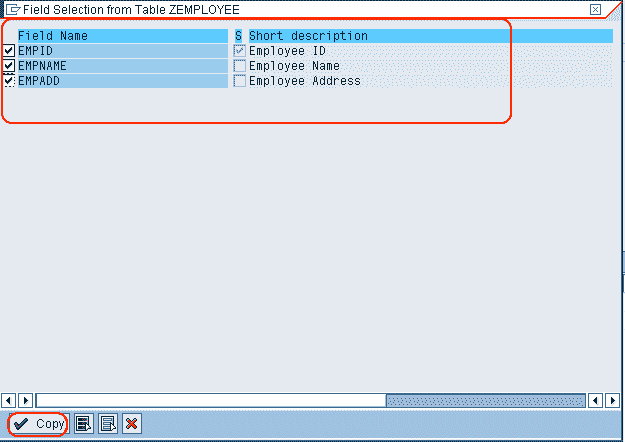 Field Selection from Table ZEMPLOYEE
Field Name S Short description
EMPID Employee ID
EMPNAME Employee Name
EMPADD Employee Address
Copy